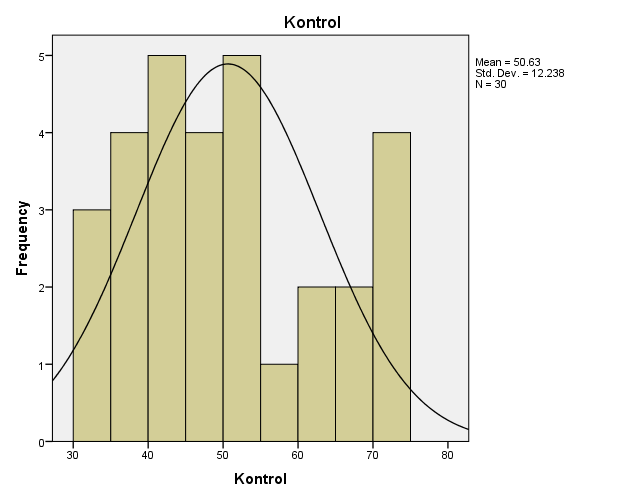 Kontrol
Mean = 50.63
Std. Dev. = 12.238
N = 30
5
4
3
2
1
0
Frequency
30 40 50 60 70 80
Kontrol